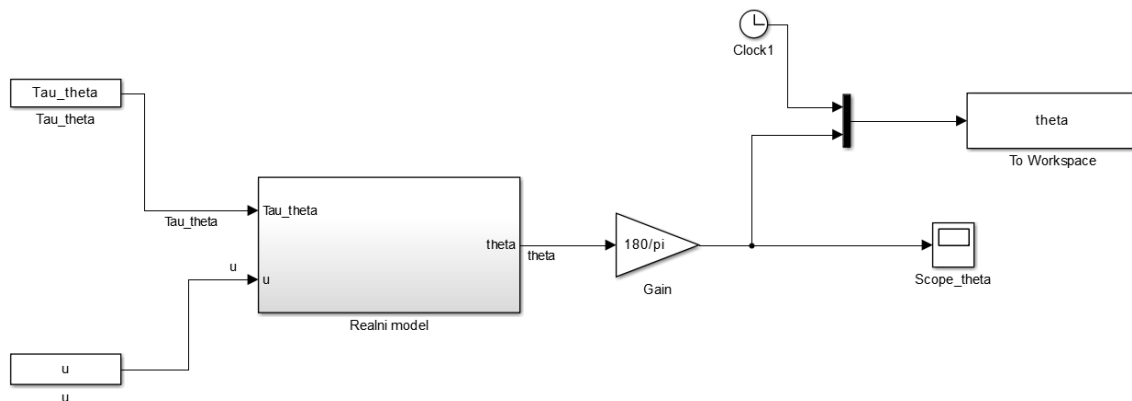 Clock1
Tau_theta
Tau_theta
theta
To Workspace
Tau_theta
Tau_theta
theta
theta
180/pi
u
u
Gain
Scope_theta
Realni model
u
u